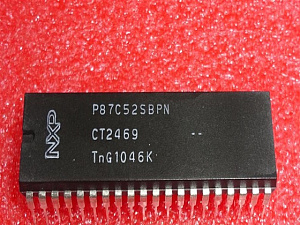 NXP
P87C52SBPN
CT2469 --
TnG1046K